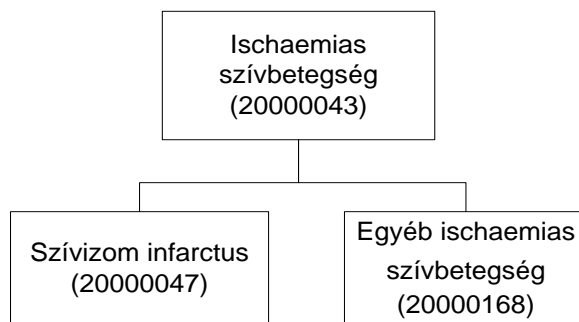 Ischaemias
szívbetegség
(20000043)
Szívizom infarctus
(20000047)
Egyéb ischaemias
szívbetegség
(20000168)